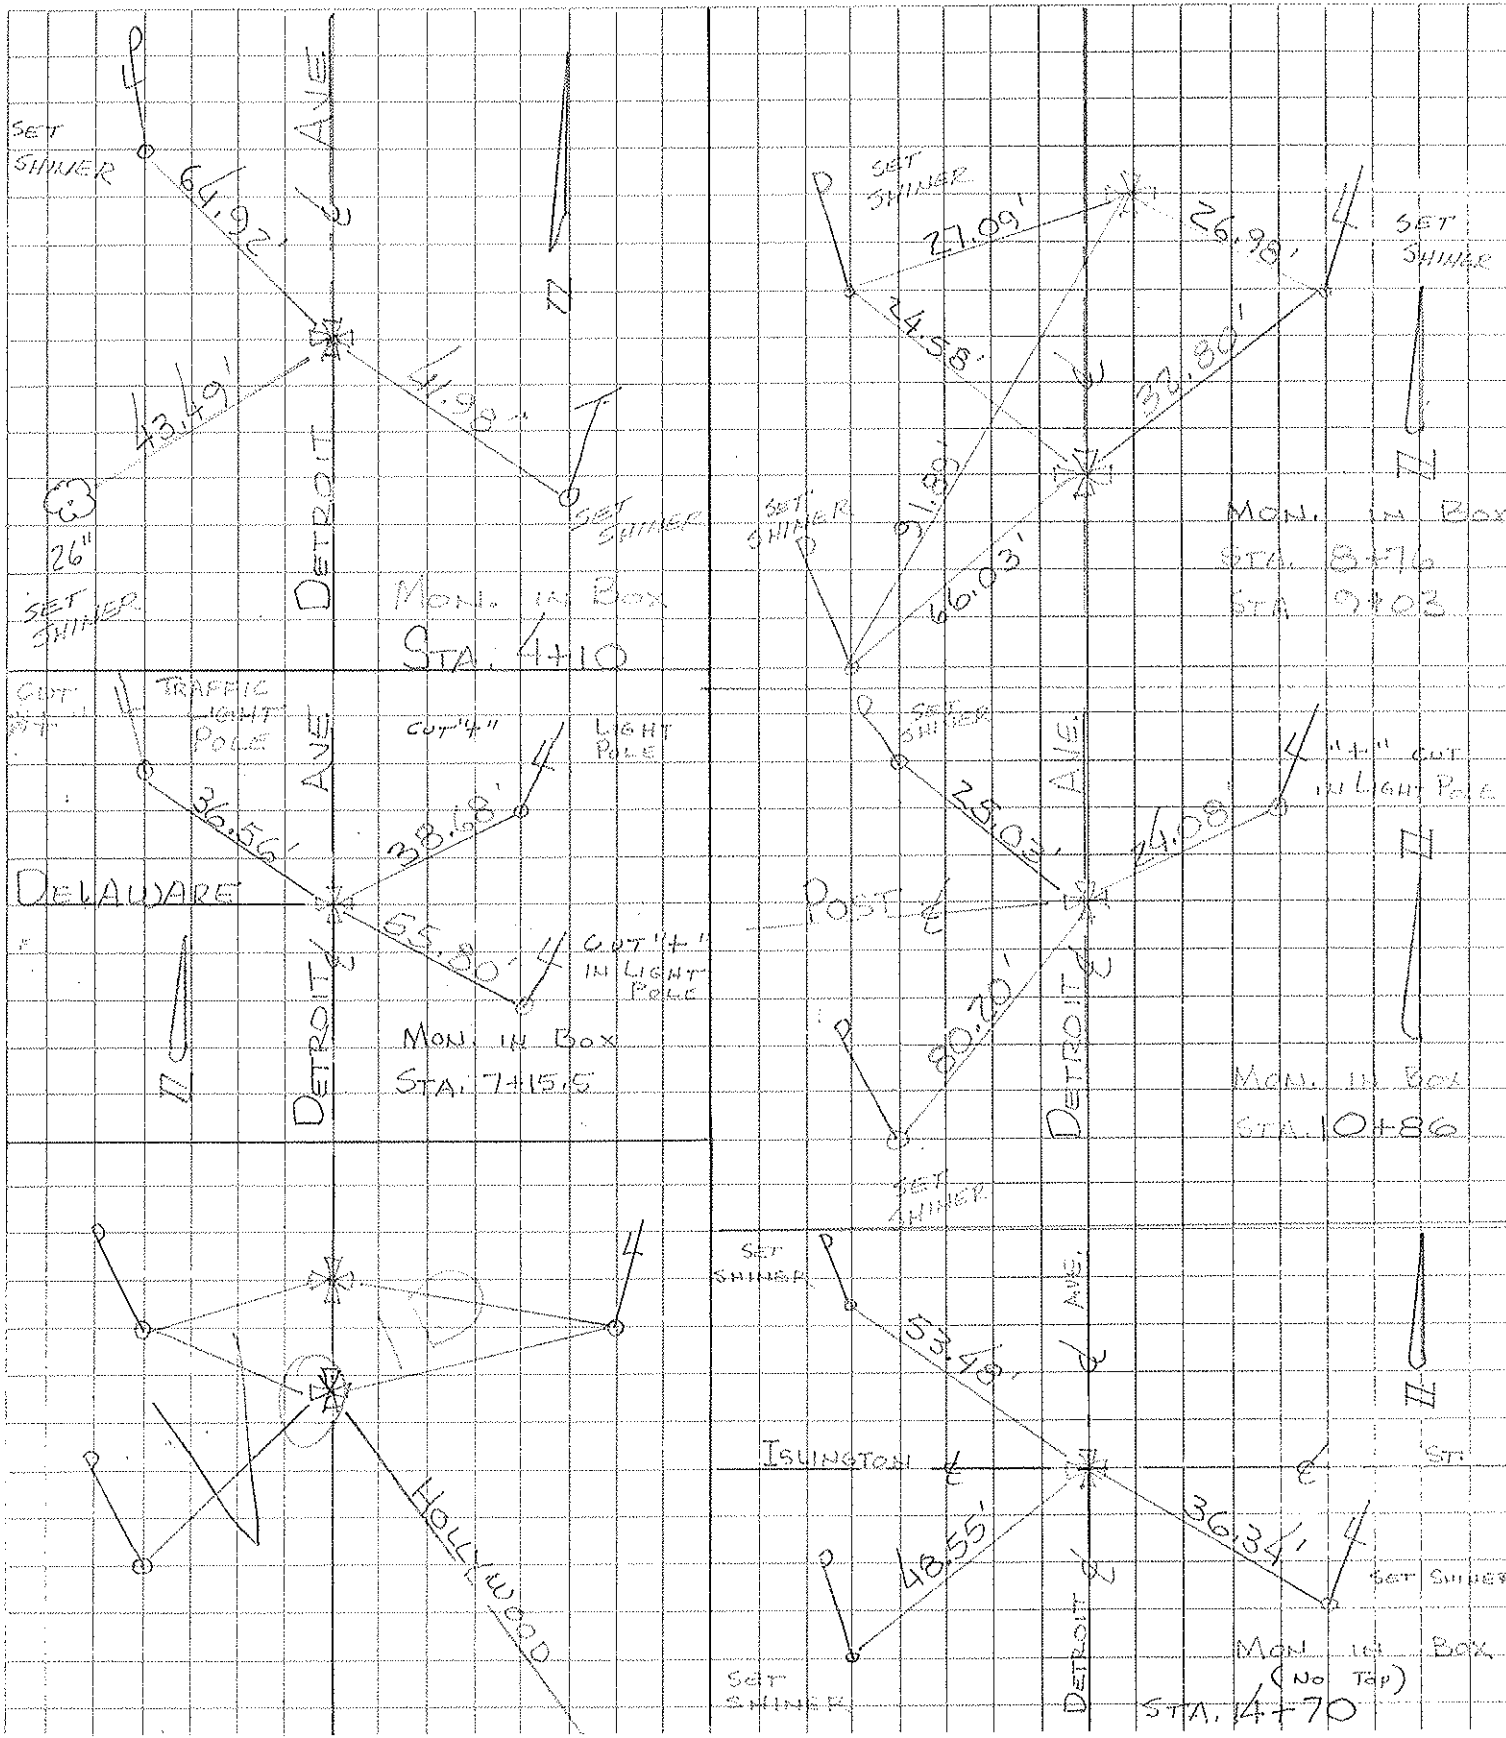 SET
SHINER
64.92'
DETROIT ℄ AVE
N
43.49'
41.98'
26"
SET
SHINER
SET
SHINER
MON. IN BOX
STA. 4+10
SET
SHINER
27.09'
26.98'
SET
SHINER
24.58'
℄
N
91.89'
66.03'
SET
SHINER
MON. IN BOX
STA. 8+76
STA 9+03
CUT
"+"
TRAFFIC
LIGHT
POLE
CUT "+"
LIGHT
POLE
36.56'
38.68'
DELAWARE
55.80'
CUT "+"
IN LIGHT
POLE
DETROIT ℄ AVE
N
MON. IN BOX
STA. 7+15.5
SET
SHINER
"+" CUT
IN LIGHT POLE
25.03'
24.08'
N
POST ℄
80.20'
DETROIT ℄ AVE.
MON. IN BOX
STA. 10+86
SET
SHINER
HOLLYWOOD
SET
SHINER
53.48'
N
ISLINGTON ℄ ℄ ST.
48.55'
36.34'
DETROIT ℄ ℄ AVE.
SET SHINER
SET
SHINER
MON. IN BOX
(NO TOP)
STA. 14+70